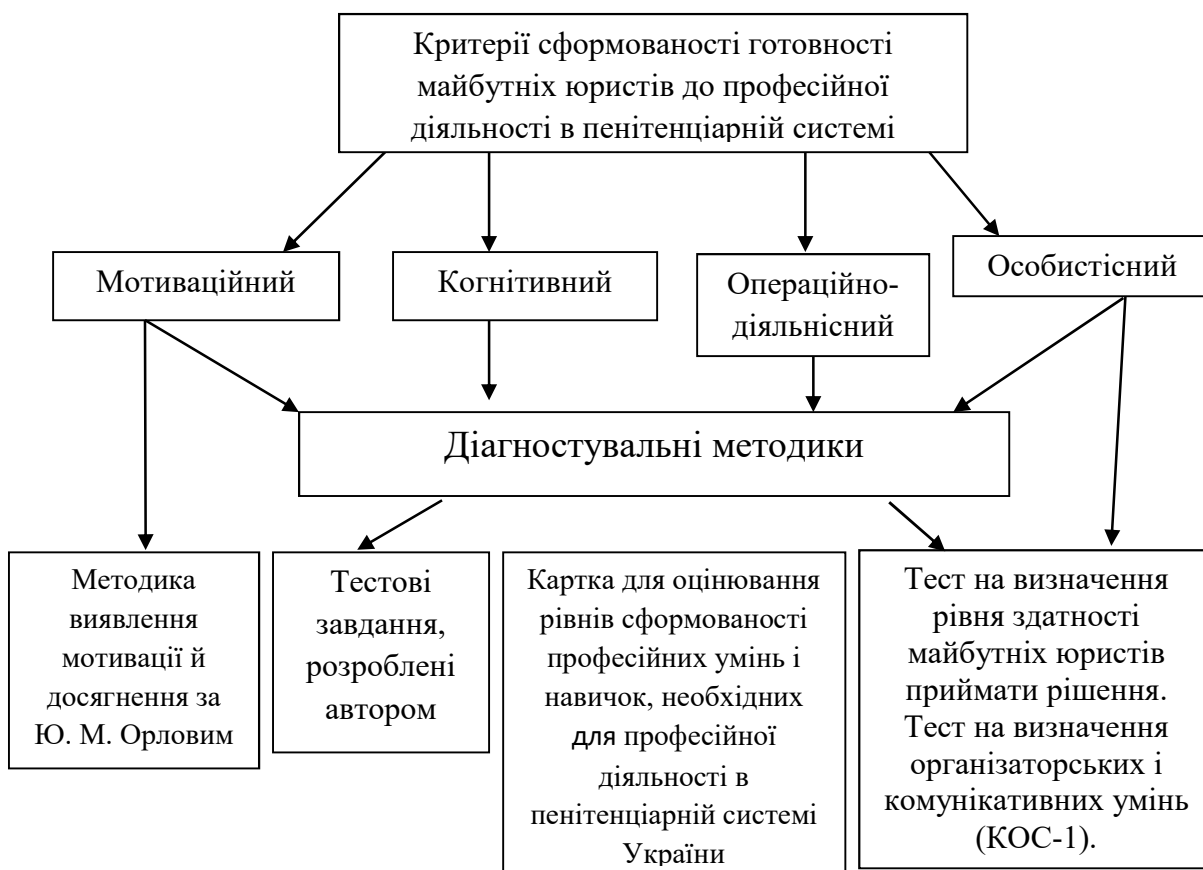 Критерії сформованості готовності
майбутніх юристів до професійної
діяльності в пенітенціарній системі
Мотиваційний
Когнітивний
Операційно-
діяльнісний
Особистісний
Діагностувальні методики
Методика
виявлення
мотивації й
досягнення за
Ю. М. Орловим
Тестові
завдання,
розроблені
автором
Картка для оцінювання
рівнів сформованості
професійних умінь і
навичок, необхідних
для професійної
діяльності в
пенітенціарній системі
України
Тест на визначення
рівня здатності
майбутніх юристів
приймати рішення.
Тест на визначення
організаторських і
комунікативних умінь
(КОС-1).